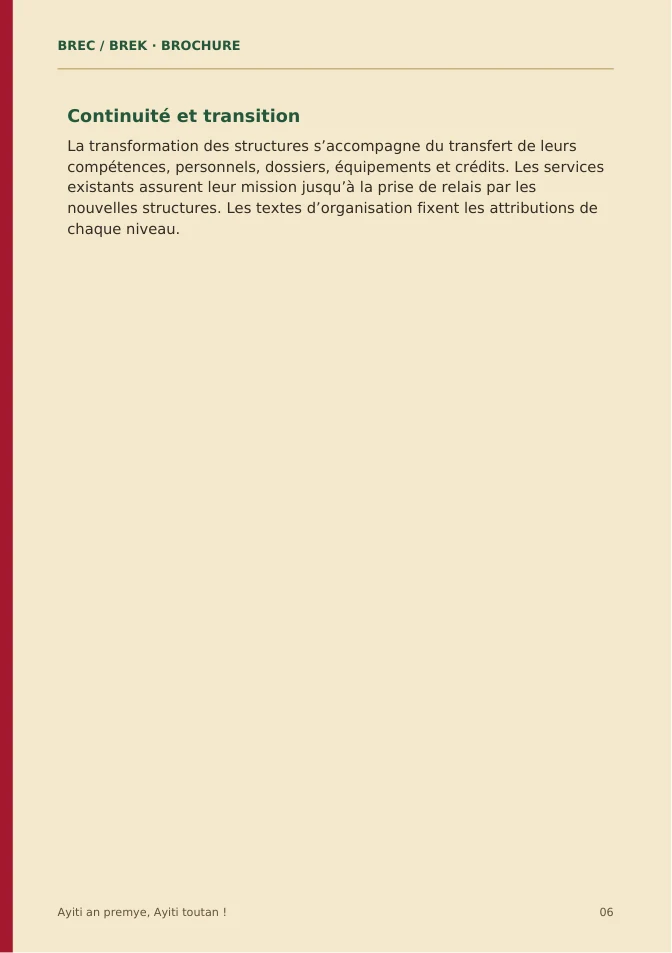 BREC / BREK · BROCHURE
Continuité et transition
La transformation des structures s’accompagne du transfert de leurs
compétences, personnels, dossiers, équipements et crédits. Les services
existants assurent leur mission jusqu’à la prise de relais par les
nouvelles structures. Les textes d’organisation fixent les attributions de
chaque niveau.
Ayiti an premye, Ayiti toutan !
06